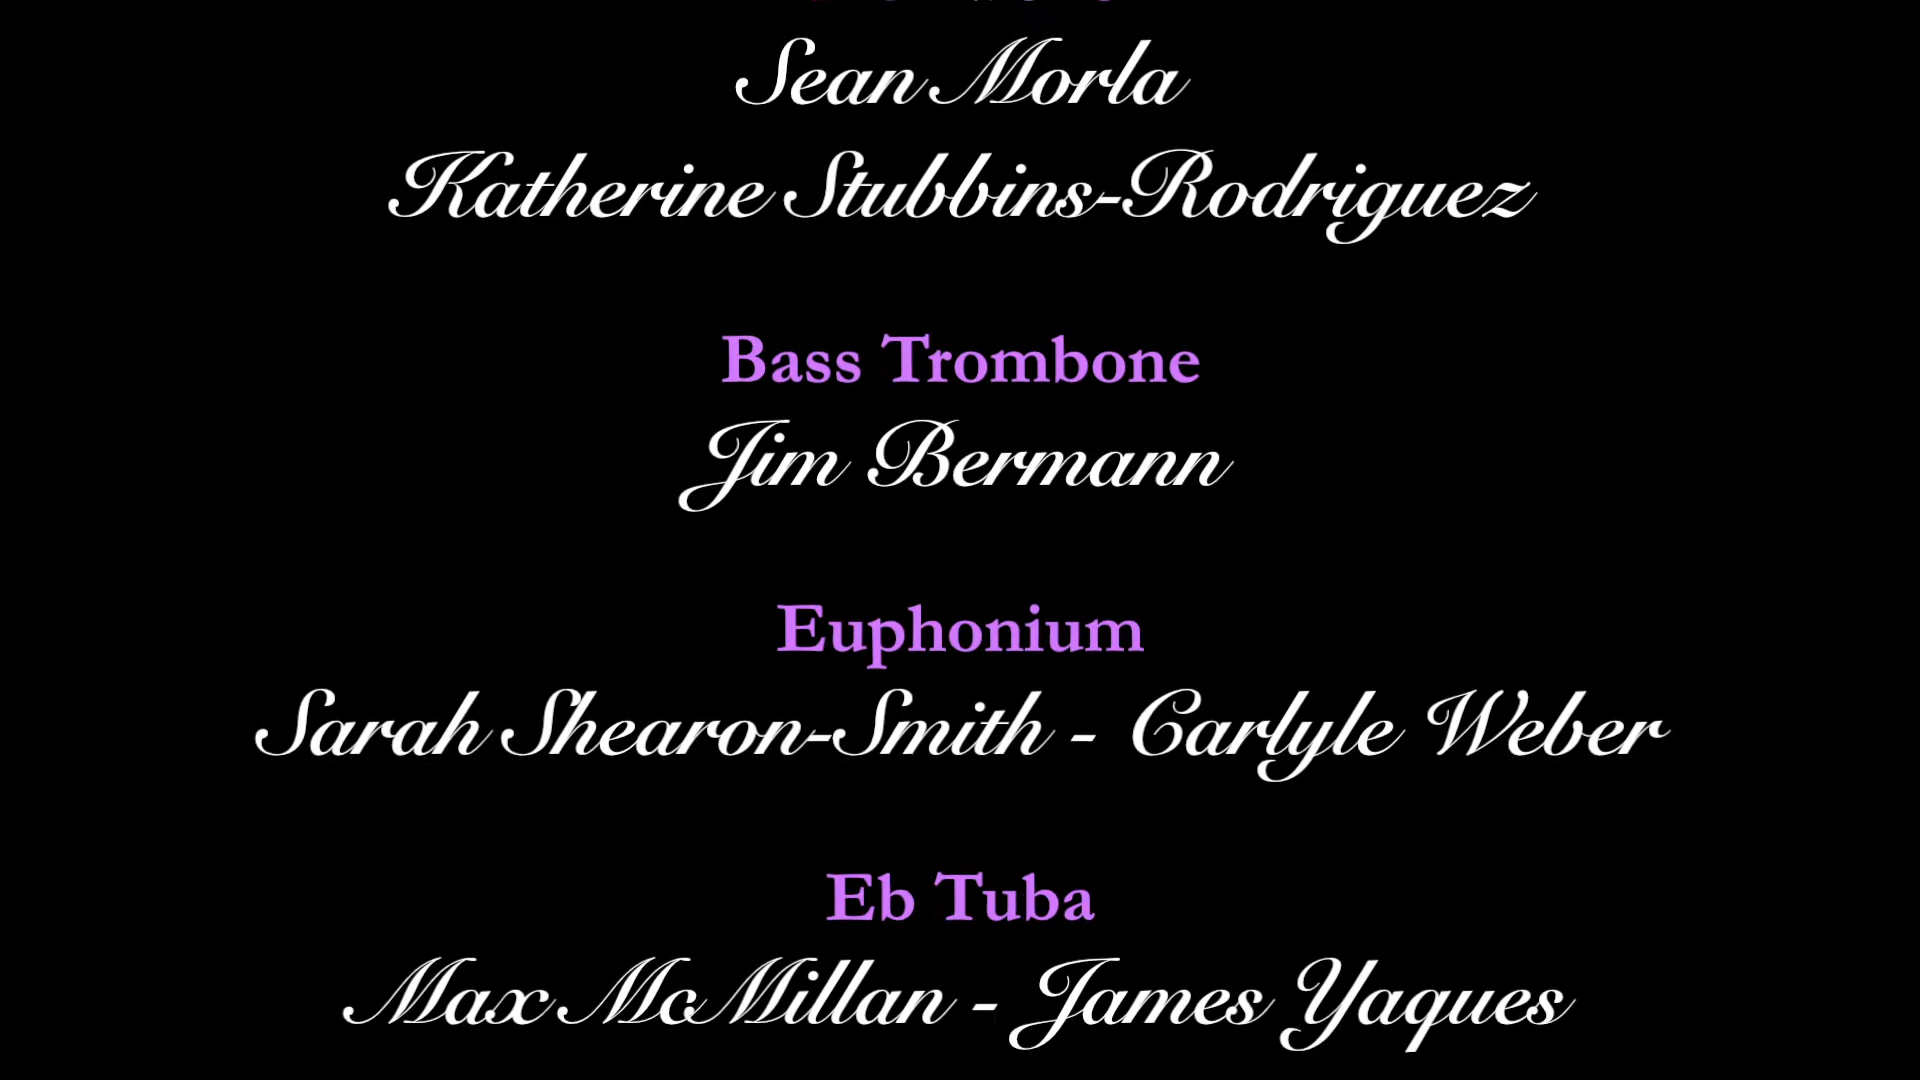 Sean Morla
Katherine Stubbins-Rodriguez
Bass Trombone
Jim Bermann
Euphonium
Sarah Shearon-Smith - Carlyle Weber
Eb Tuba
Max McMillan - James Yaques